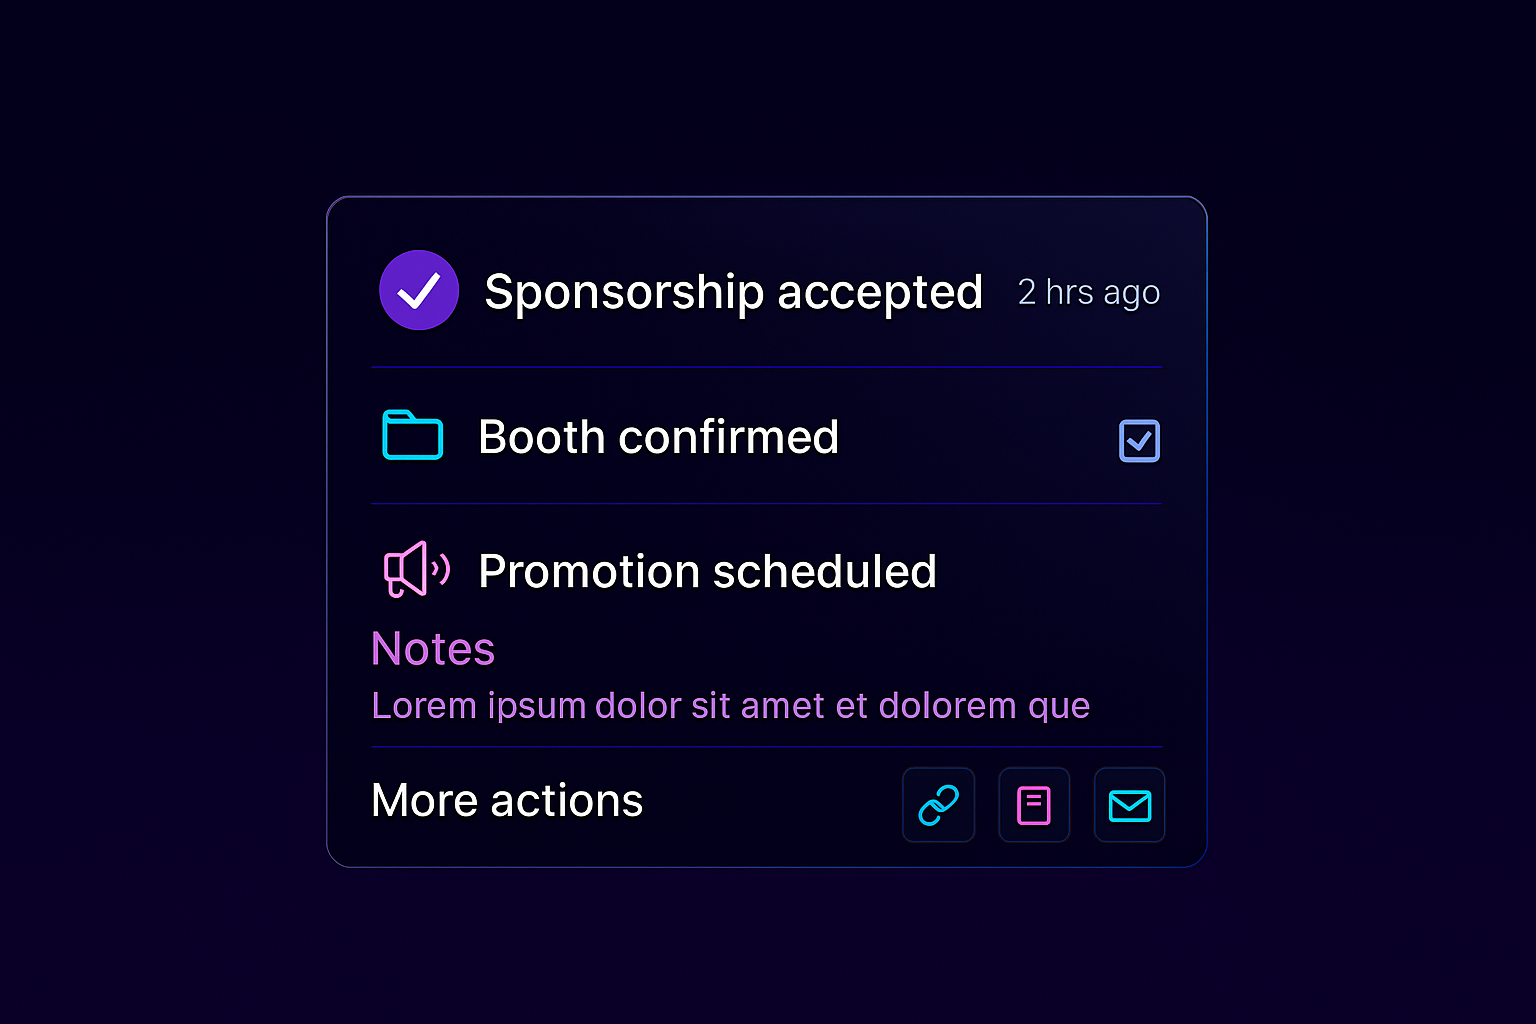 Sponsorship accepted 2 hrs ago
Booth confirmed
Promotion scheduled
Notes
Lorem ipsum dolor sit amet et dolorem que
More actions